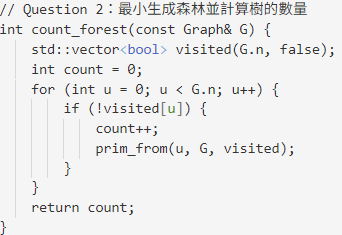 // Question 2：最小生成森林並計算樹的數量
int count_forest(const Graph& G) {
    std::vector<bool> visited(G.n, false);
    int count = 0;
    for (int u = 0; u < G.n; u++) {
        if (!visited[u]) {
            count++;
            prim_from(u, G, visited);
        }
    }
    return count;
}